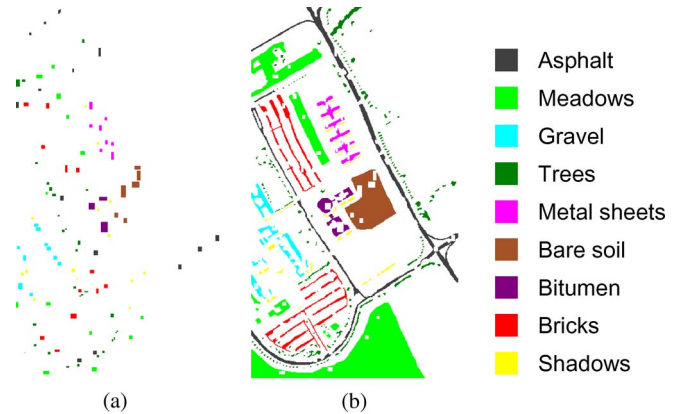 Asphalt
Meadows
Gravel
Trees
Metal sheets
Bare soil
Bitumen
Bricks
Shadows
(a)
(b)